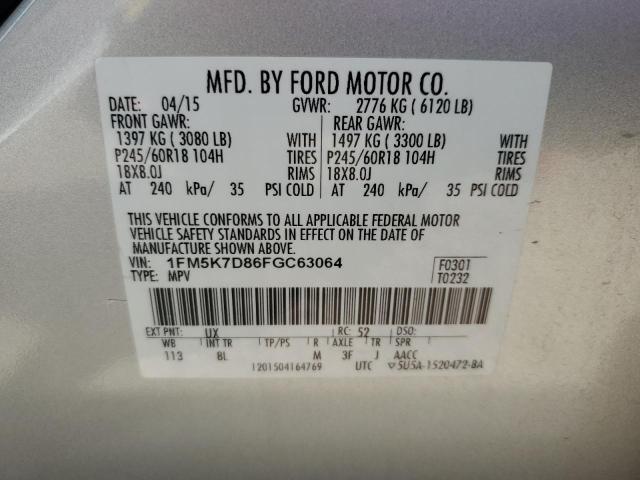 MFD. BY FORD MOTOR CO.
DATE: 04/15 GVWR: 2776 KG ( 6120 LB)
FRONT GAWR: REAR GAWR:
1397 KG ( 3080 LB) WITH 1497 KG ( 3300 LB) WITH
P245/60R18 104H TIRES P245/60R18 104H TIRES
18X8.0J RIMS 18X8.0J RIMS
AT 240 kPa/ 35 PSI COLD AT 240 kPa/ 35 PSI COLD
THIS VEHICLE CONFORMS TO ALL APPLICABLE FEDERAL MOTOR
VEHICLE SAFETY STANDARDS IN EFFECT ON THE DATE OF
MANUFACTURE SHOWN ABOVE.
VIN: 1FM5K7D86FGC63064 F0301
TYPE: MPV T0232
EXT PNT: UX RC: 52 DSO:
WB INT TR TP/PS R AXLE TR SPR
113 BL M 3F J AACC
1201504164769 UTC ▽5U5A-1520472-BA